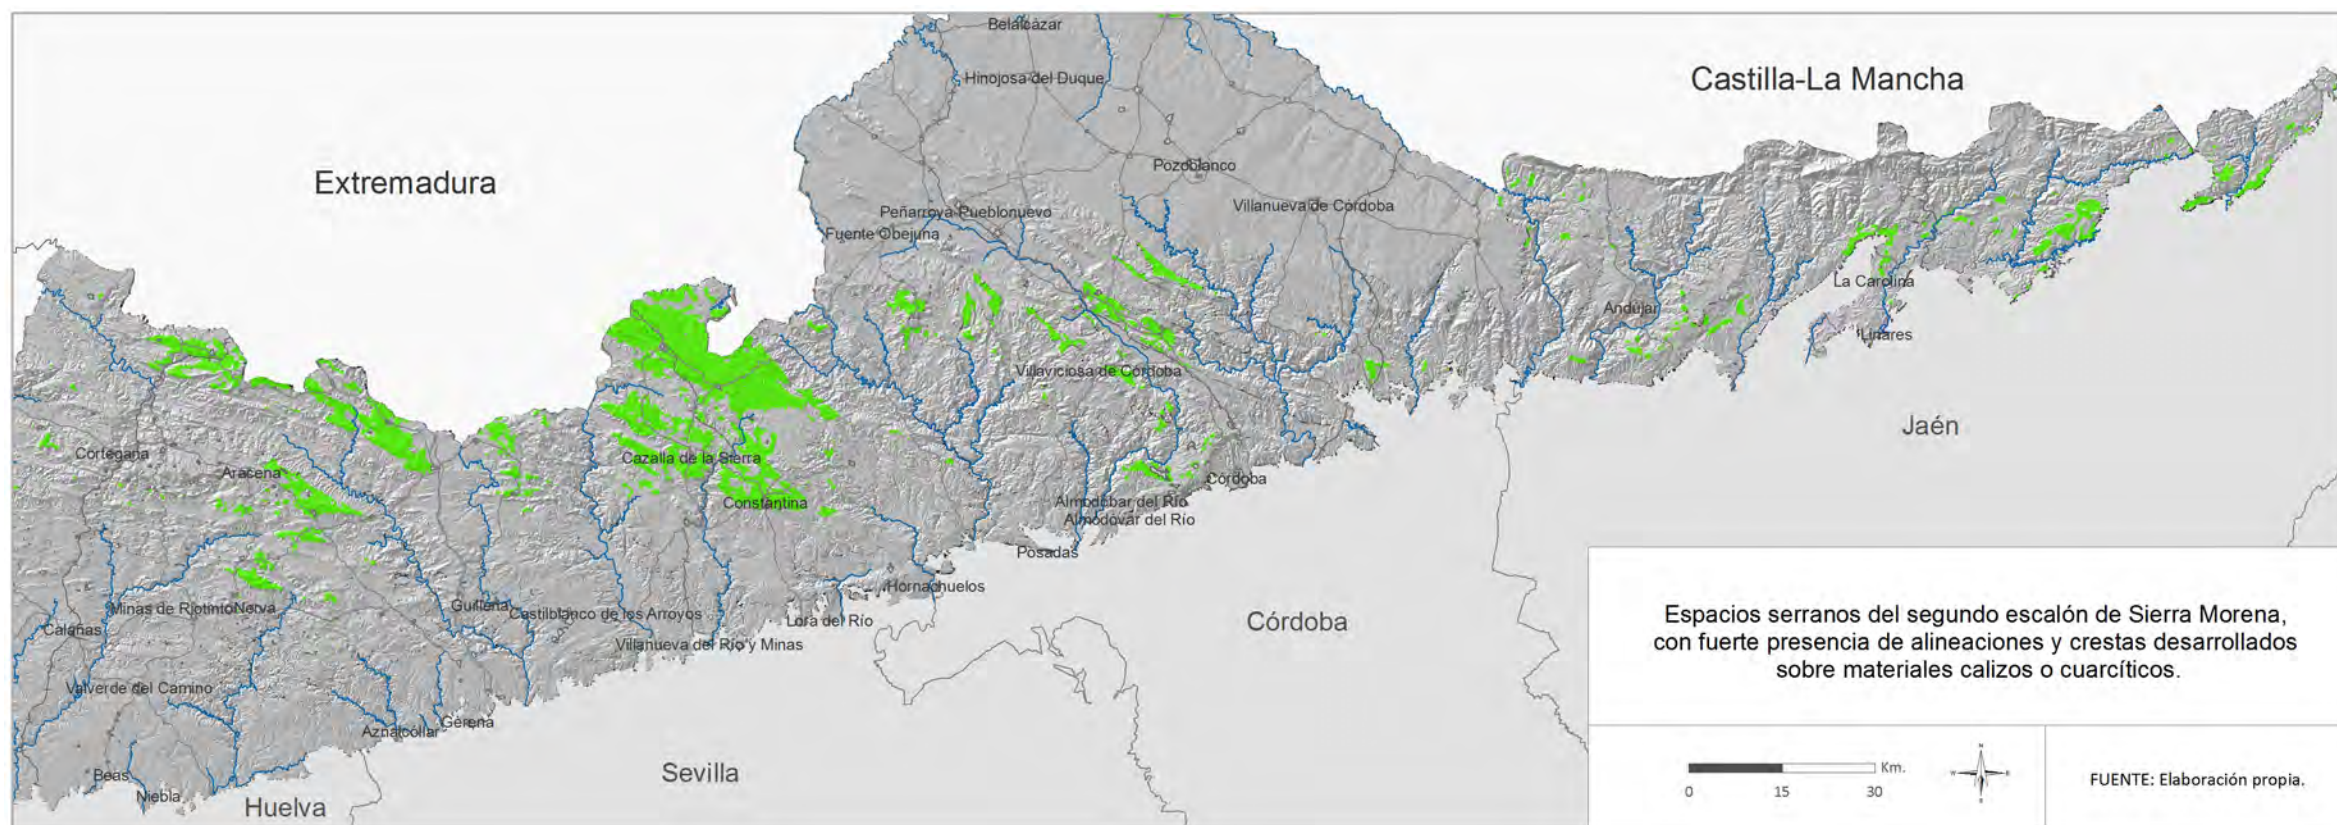 Belalcázar
Hinojosa del Duque
Castilla-La Mancha
Extremadura
Pozoblanco
Villanueva de Córdoba
Peñarroya-Pueblonuevo
Fuente Obejuna
La Carolina
Andújar
Linares
Villaviciosa de Córdoba
Jaén
Cortegana
Aracena
Cazalla de la Sierra
Constantina
Córdoba
Almodóbar del Río
Almodóvar del Río
Posadas
Hornachuelos
Minas de Riotinto
Nerva
Guillena
Castilblanco de los Arroyos
Lora del Río
Calañas
Villanueva del Río y Minas
Córdoba
Valverde del Camino
Gerena
Aznalcóllar
Sevilla
Beas
Niebla
Huelva
Espacios serranos del segundo escalón de Sierra Morena,
con fuerte presencia de alineaciones y crestas desarrollados
sobre materiales calizos o cuarcíticos.
Km.
0 15 30
N
W E
S
FUENTE: Elaboración propia.